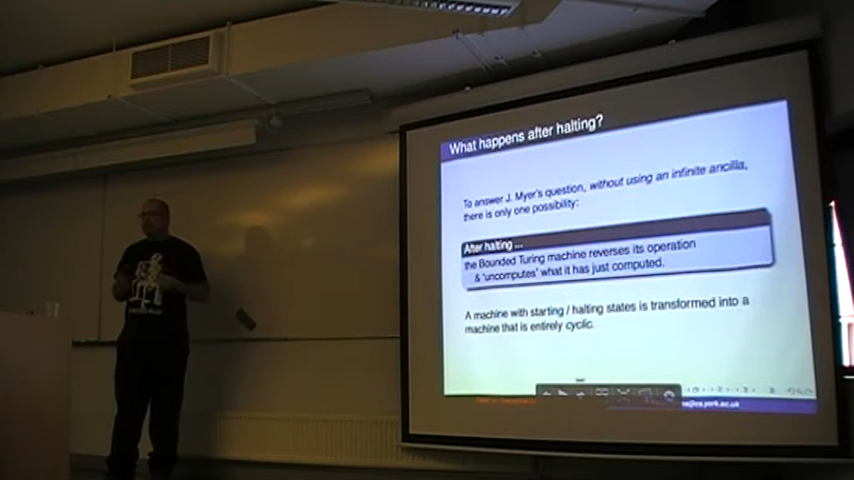 What happens after halting?
To answer J. Myer's question, without using an infinite ancilla,
there is only one possibility:
After halting ...
the Bounded Turing machine reverses its operation
& 'uncomputes' what it has just computed.
A machine with starting / halting states is transformed into a
machine that is entirely cyclic.